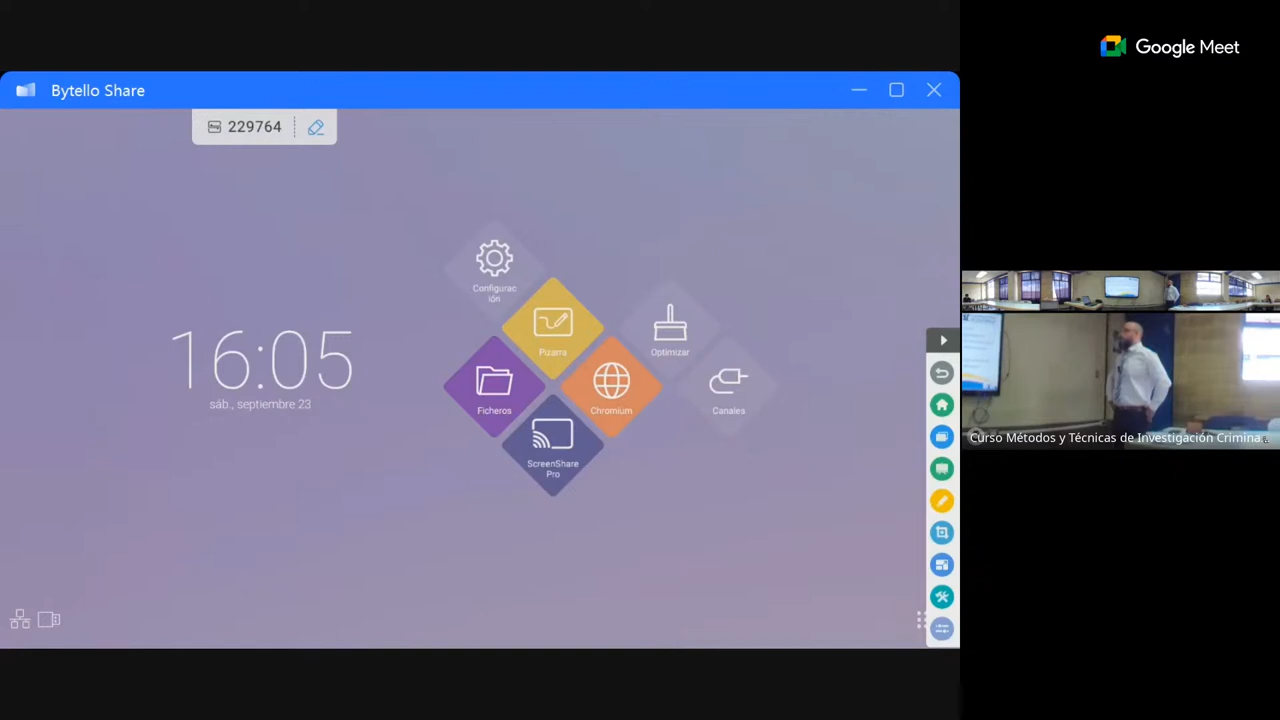 Google Meet
Bytello Share
229764
Configurac
ión
Pizarra
Optimizar
Ficheros
Chromium
Canales
ScreenShare
Pro
16:05
sáb., septiembre 23
Curso Métodos y Técnicas de Investigación Crimina...